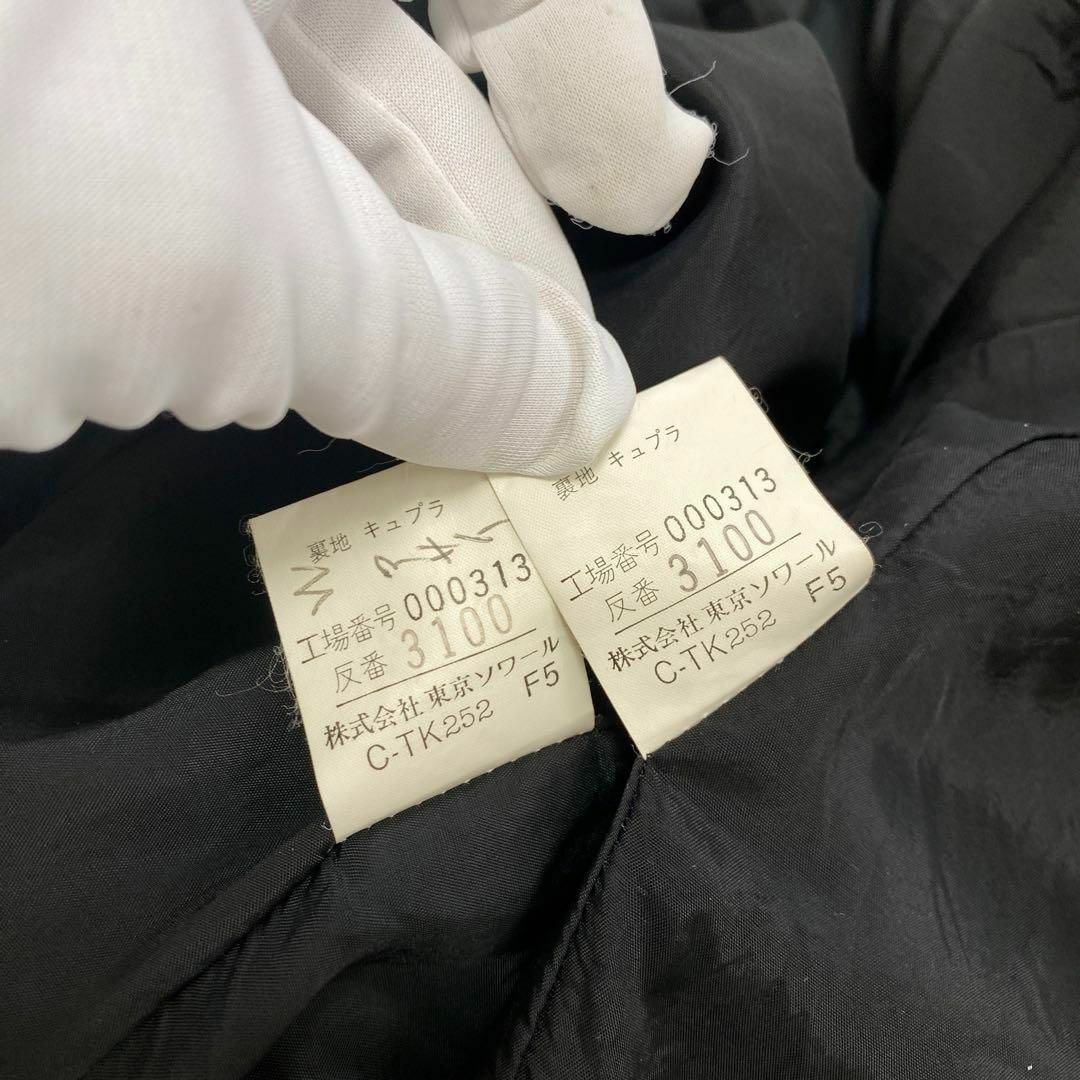 裏地 キュプラ
工場番号 000313
反番 3100
株式会社 東京ソワール
C-TK252 F5
裏地 キュプラ
工場番号 000313
反番 3100
株式会社 東京ソワール
C-TK252 F5